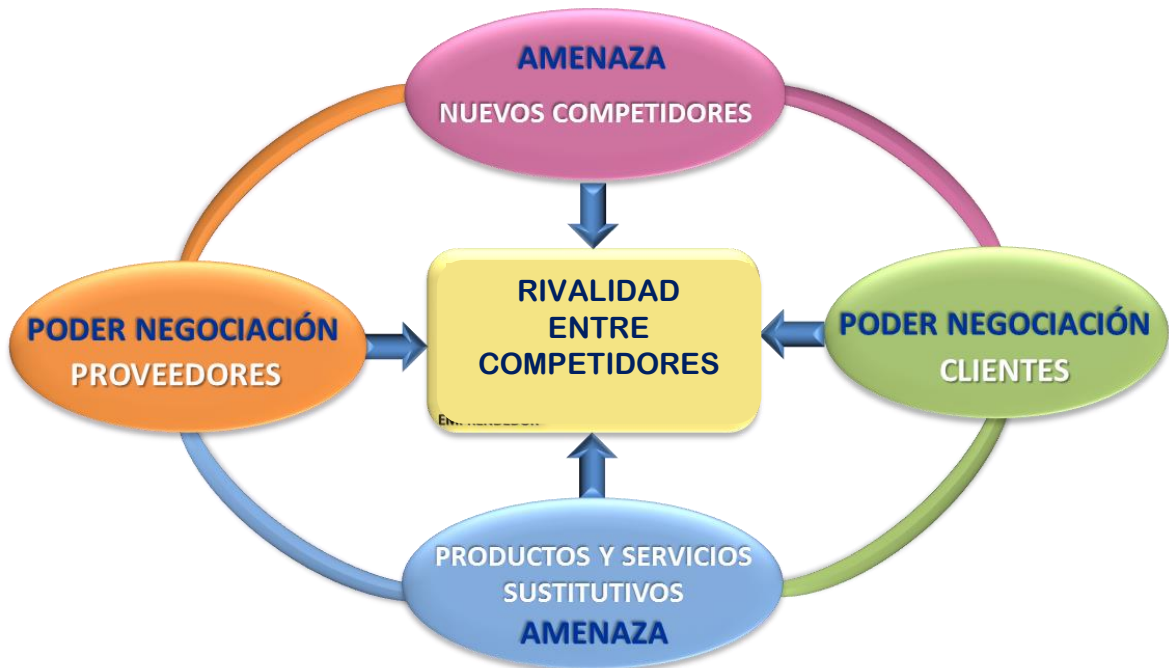 AMENAZA
NUEVOS COMPETIDORES
PODER NEGOCIACIÓN
PROVEEDORES
RIVALIDAD
ENTRE
COMPETIDORES
PODER NEGOCIACIÓN
CLIENTES
PRODUCTOS Y SERVICIOS
SUSTITUTIVOS
AMENAZA